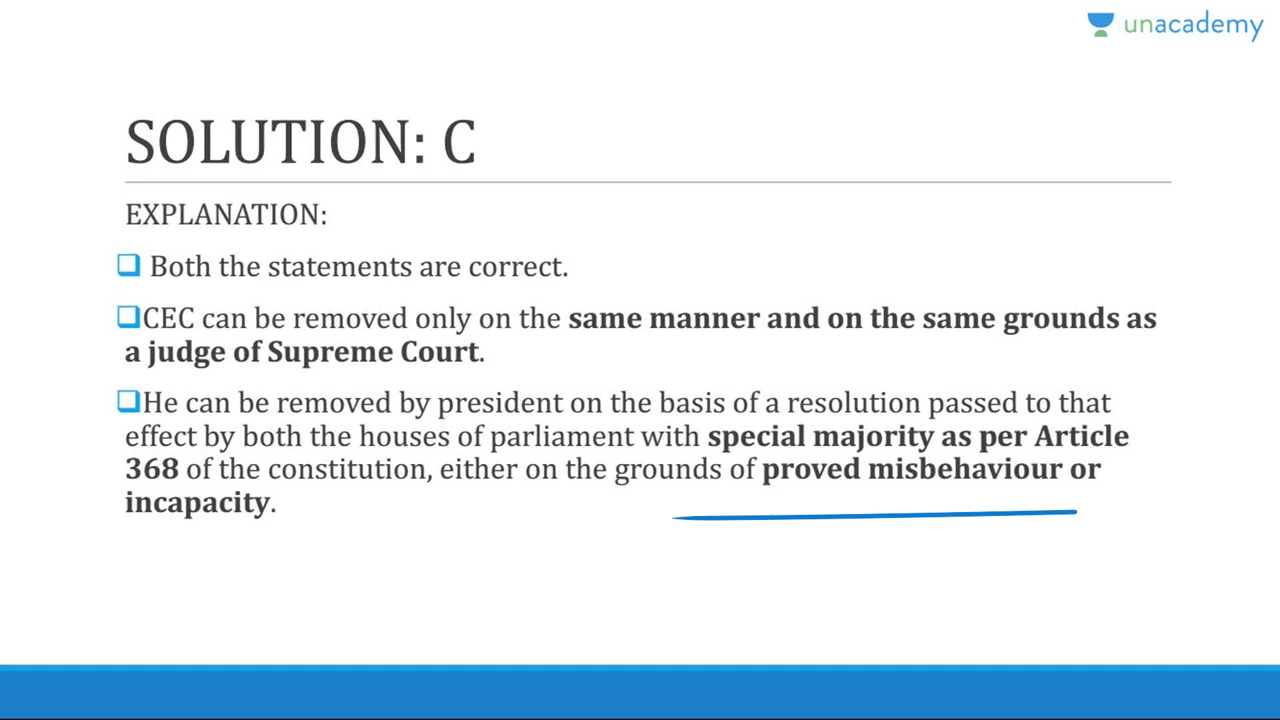 unacademy
SOLUTION: C
EXPLANATION:
Both the statements are correct.
CEC can be removed only on the same manner and on the same grounds as
a judge of Supreme Court.
He can be removed by president on the basis of a resolution passed to that
effect by both the houses of parliament with special majority as per Article
368 of the constitution, either on the grounds of proved misbehaviour or
incapacity.